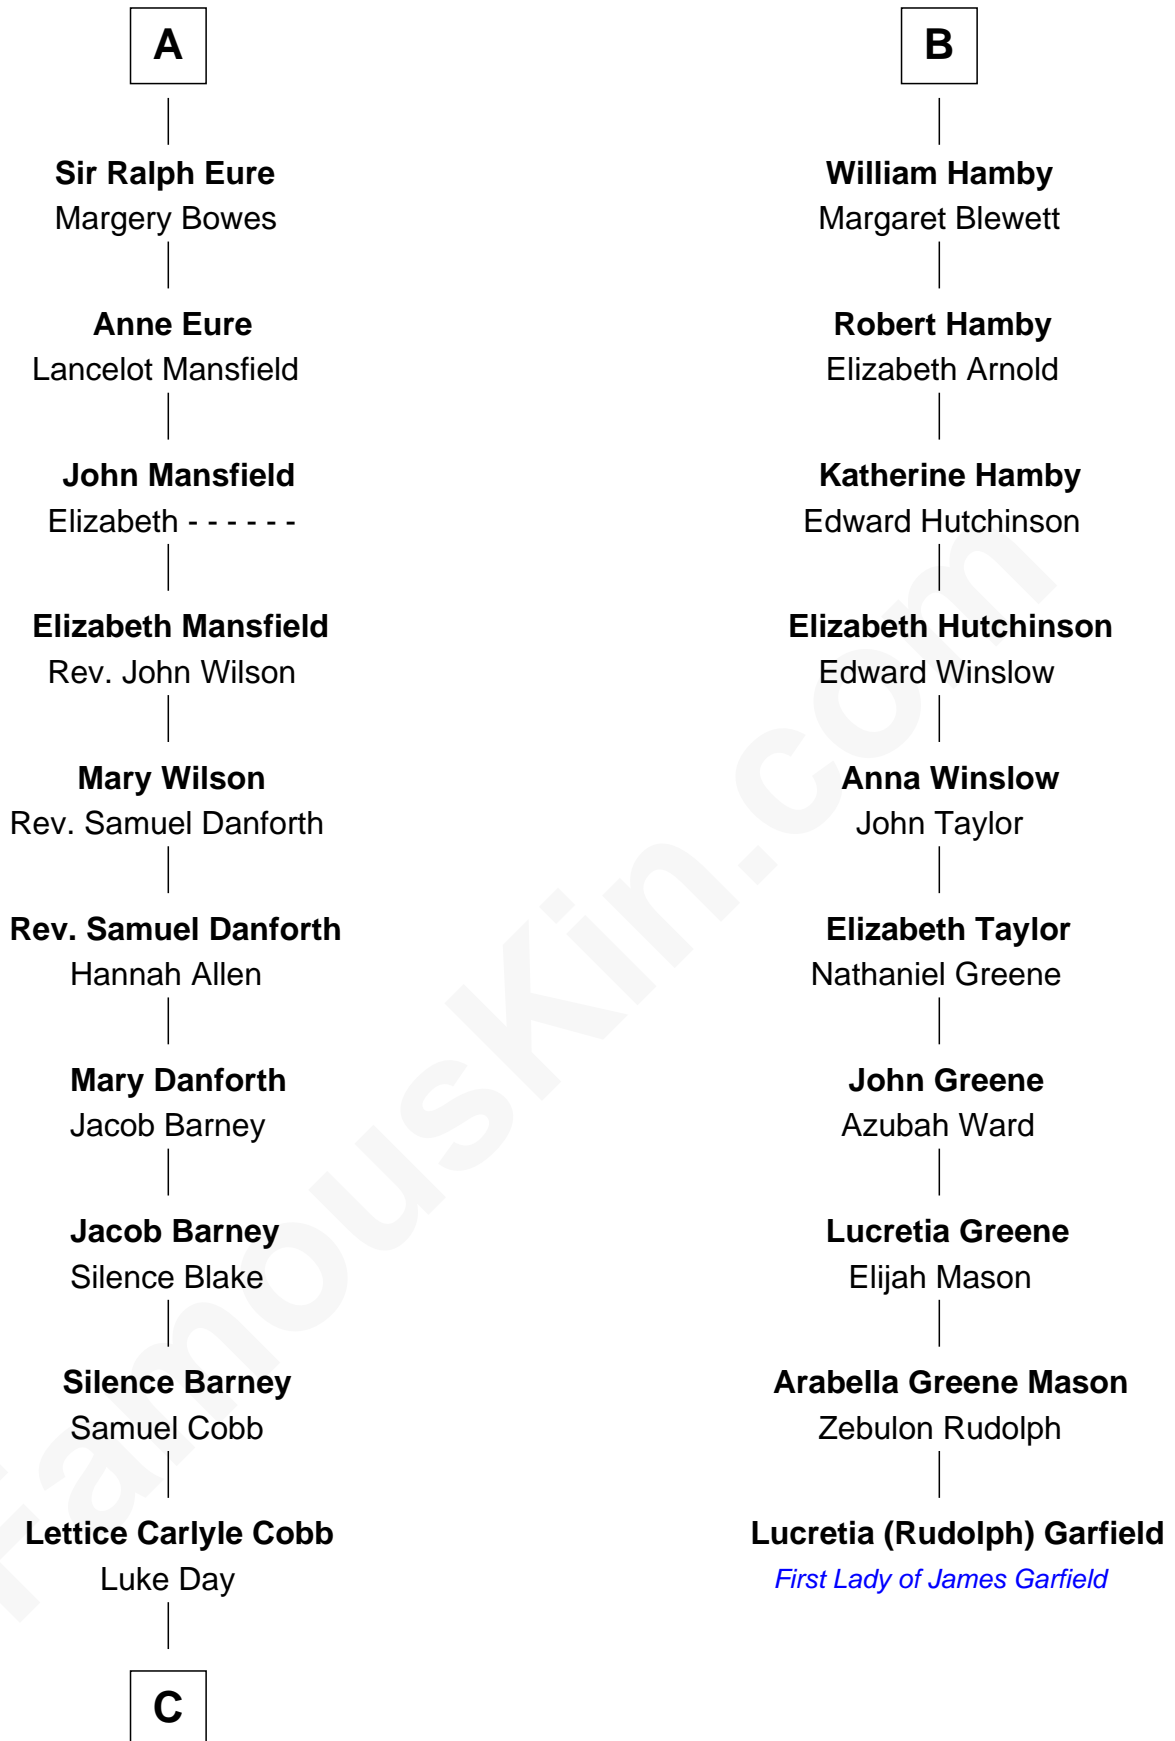 A
Sir Ralph Eure
Margery Bowes
Anne Eure
Lancelot Mansfield
John Mansfield
Elizabeth - - - - - -
Elizabeth Mansfield
Rev. John Wilson
Mary Wilson
Rev. Samuel Danforth
Rev. Samuel Danforth
Hannah Allen
Mary Danforth
Jacob Barney
Jacob Barney
Silence Blake
Silence Barney
Samuel Cobb
Lettice Carlyle Cobb
Luke Day
C
B
William Hamby
Margaret Blewett
Robert Hamby
Elizabeth Arnold
Katherine Hamby
Edward Hutchinson
Elizabeth Hutchinson
Edward Winslow
Anna Winslow
John Taylor
Elizabeth Taylor
Nathaniel Greene
John Greene
Azubah Ward
Lucretia Greene
Elijah Mason
Arabella Greene Mason
Zebulon Rudolph
Lucretia (Rudolph) Garfield
First Lady of James Garfield
FamousKin.com